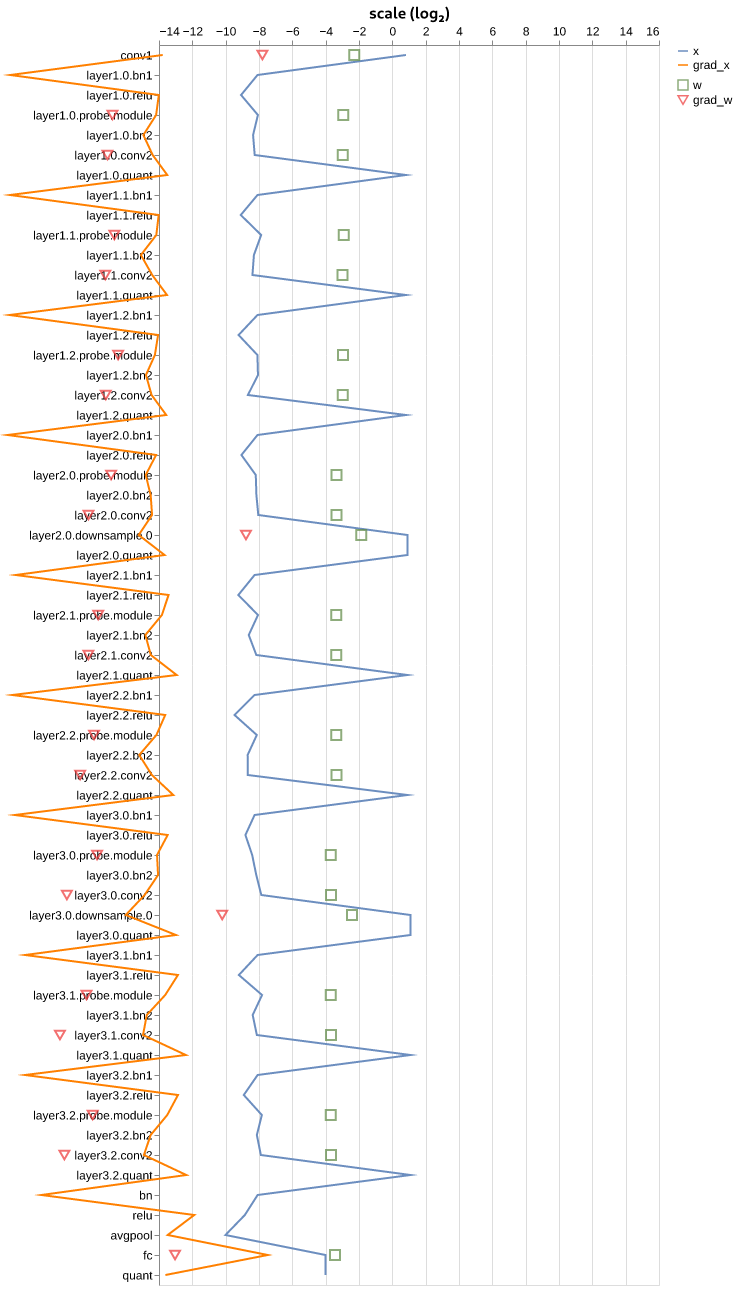 scale (log₂)
−14 −12 −10 −8 −6 −4 −2 0 2 4 6 8 10 12 14 16
x
grad_x
w
grad_w
conv1
layer1.0.bn1
layer1.0.relu
layer1.0.probe.module
layer1.0.bn2
layer1.0.conv2
layer1.0.quant
layer1.1.bn1
layer1.1.relu
layer1.1.probe.module
layer1.1.bn2
layer1.1.conv2
layer1.1.quant
layer1.2.bn1
layer1.2.relu
layer1.2.probe.module
layer1.2.bn2
layer1.2.conv2
layer1.2.quant
layer2.0.bn1
layer2.0.relu
layer2.0.probe.module
layer2.0.bn2
layer2.0.conv2
layer2.0.downsample.0
layer2.0.quant
layer2.1.bn1
layer2.1.relu
layer2.1.probe.module
layer2.1.bn2
layer2.1.conv2
layer2.1.quant
layer2.2.bn1
layer2.2.relu
layer2.2.probe.module
layer2.2.bn2
layer2.2.conv2
layer2.2.quant
layer3.0.bn1
layer3.0.relu
layer3.0.probe.module
layer3.0.bn2
layer3.0.conv2
layer3.0.downsample.0
layer3.0.quant
layer3.1.bn1
layer3.1.relu
layer3.1.probe.module
layer3.1.bn2
layer3.1.conv2
layer3.1.quant
layer3.2.bn1
layer3.2.relu
layer3.2.probe.module
layer3.2.bn2
layer3.2.conv2
layer3.2.quant
bn
relu
avgpool
fc
quant